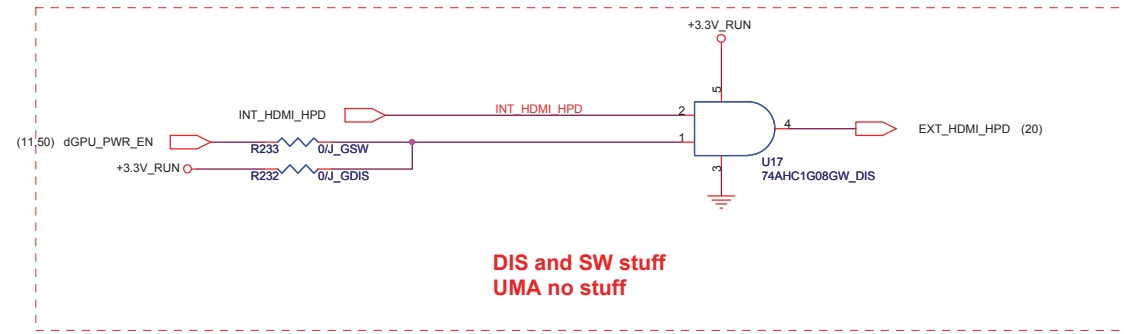 +3.3V_RUN
5
INT_HDMI_HPD
INT_HDMI_HPD
2
(11,50) dGPU_PWR_EN
1
4
EXT_HDMI_HPD (20)
R233 0/J_GSW
+3.3V_RUN
R232 0/J_GDIS
3
U17
74AHC1G08GW_DIS
DIS and SW stuff
UMA no stuff